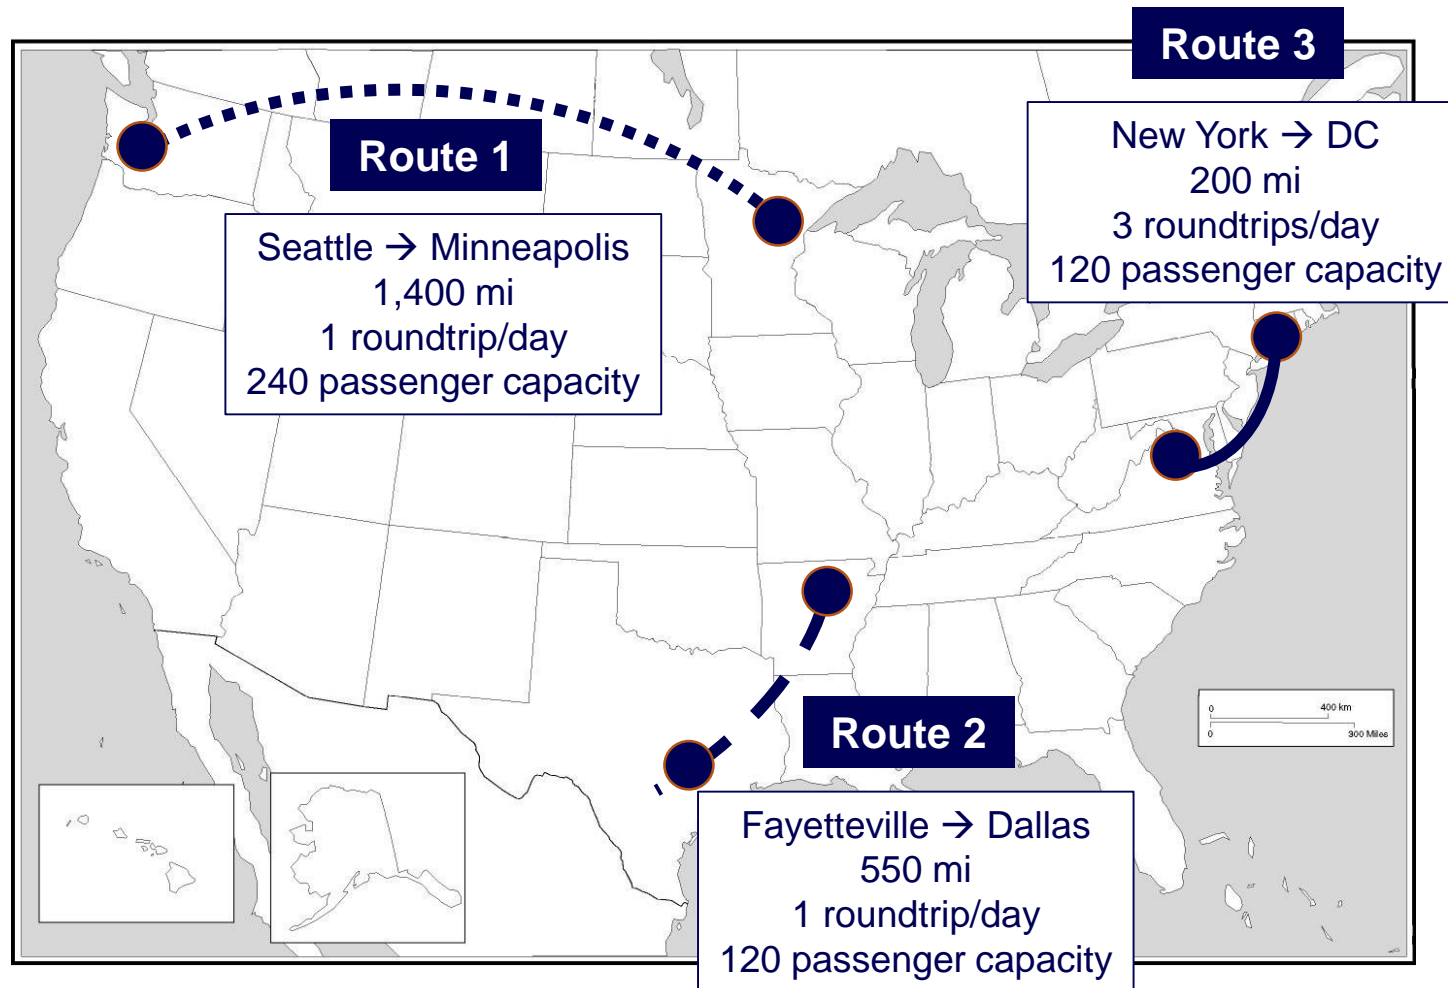 Route 3
New York → DC
200 mi
3 roundtrips/day
120 passenger capacity
Route 1
Seattle → Minneapolis
1,400 mi
1 roundtrip/day
240 passenger capacity
Route 2
Fayetteville → Dallas
550 mi
1 roundtrip/day
120 passenger capacity
0 400 km
0 300 Miles